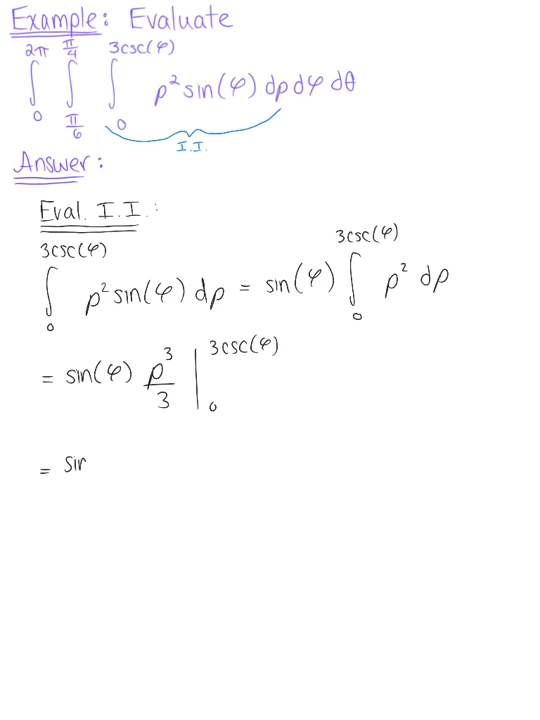 Example: Evaluate
∫₀^{2π} ∫_{π/6}^{π/4} ∫₀^{3csc(φ)} ρ² sin(φ) dρ dφ dθ
I.I.
Answer:
Eval. I.I.:
∫₀^{3csc(φ)} ρ² sin(φ) dρ = sin(φ) ∫₀^{3csc(φ)} ρ² dρ
= sin(φ) ρ³/3 |₀^{3csc(φ)}
= sin